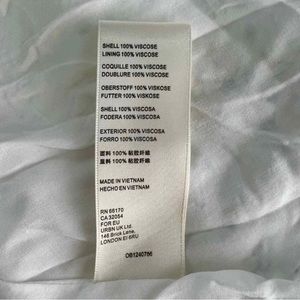 SHELL 100% VISCOSE
LINING 100% VISCOSE
COQUILLE 100% VISCOSE
DOUBLURE 100% VISCOSE
OBERSTOFF 100% VISKOSE
FUTTER 100% VISKOSE
SHELL 100% VISCOSA
FODERA 100% VISCOSA
EXTERIOR 100% VISCOSA
FORRO 100% VISCOSA
面料 100% 粘胶纤维
里料 100% 粘胶纤维
MADE IN VIETNAM
HECHO EN VIETNAM
RN 66170
CA 32054
FOR EU
URBN UK Ltd.
146 Brick Lane,
LONDON E1 6RU
OB1240766